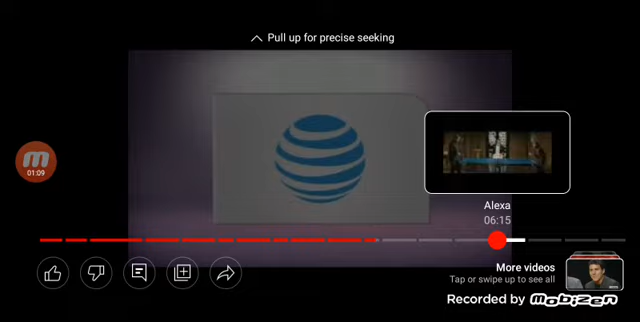 Pull up for precise seeking
01:09
Alexa
06:15
More videos
Tap or swipe up to see all
Recorded by Mobizen